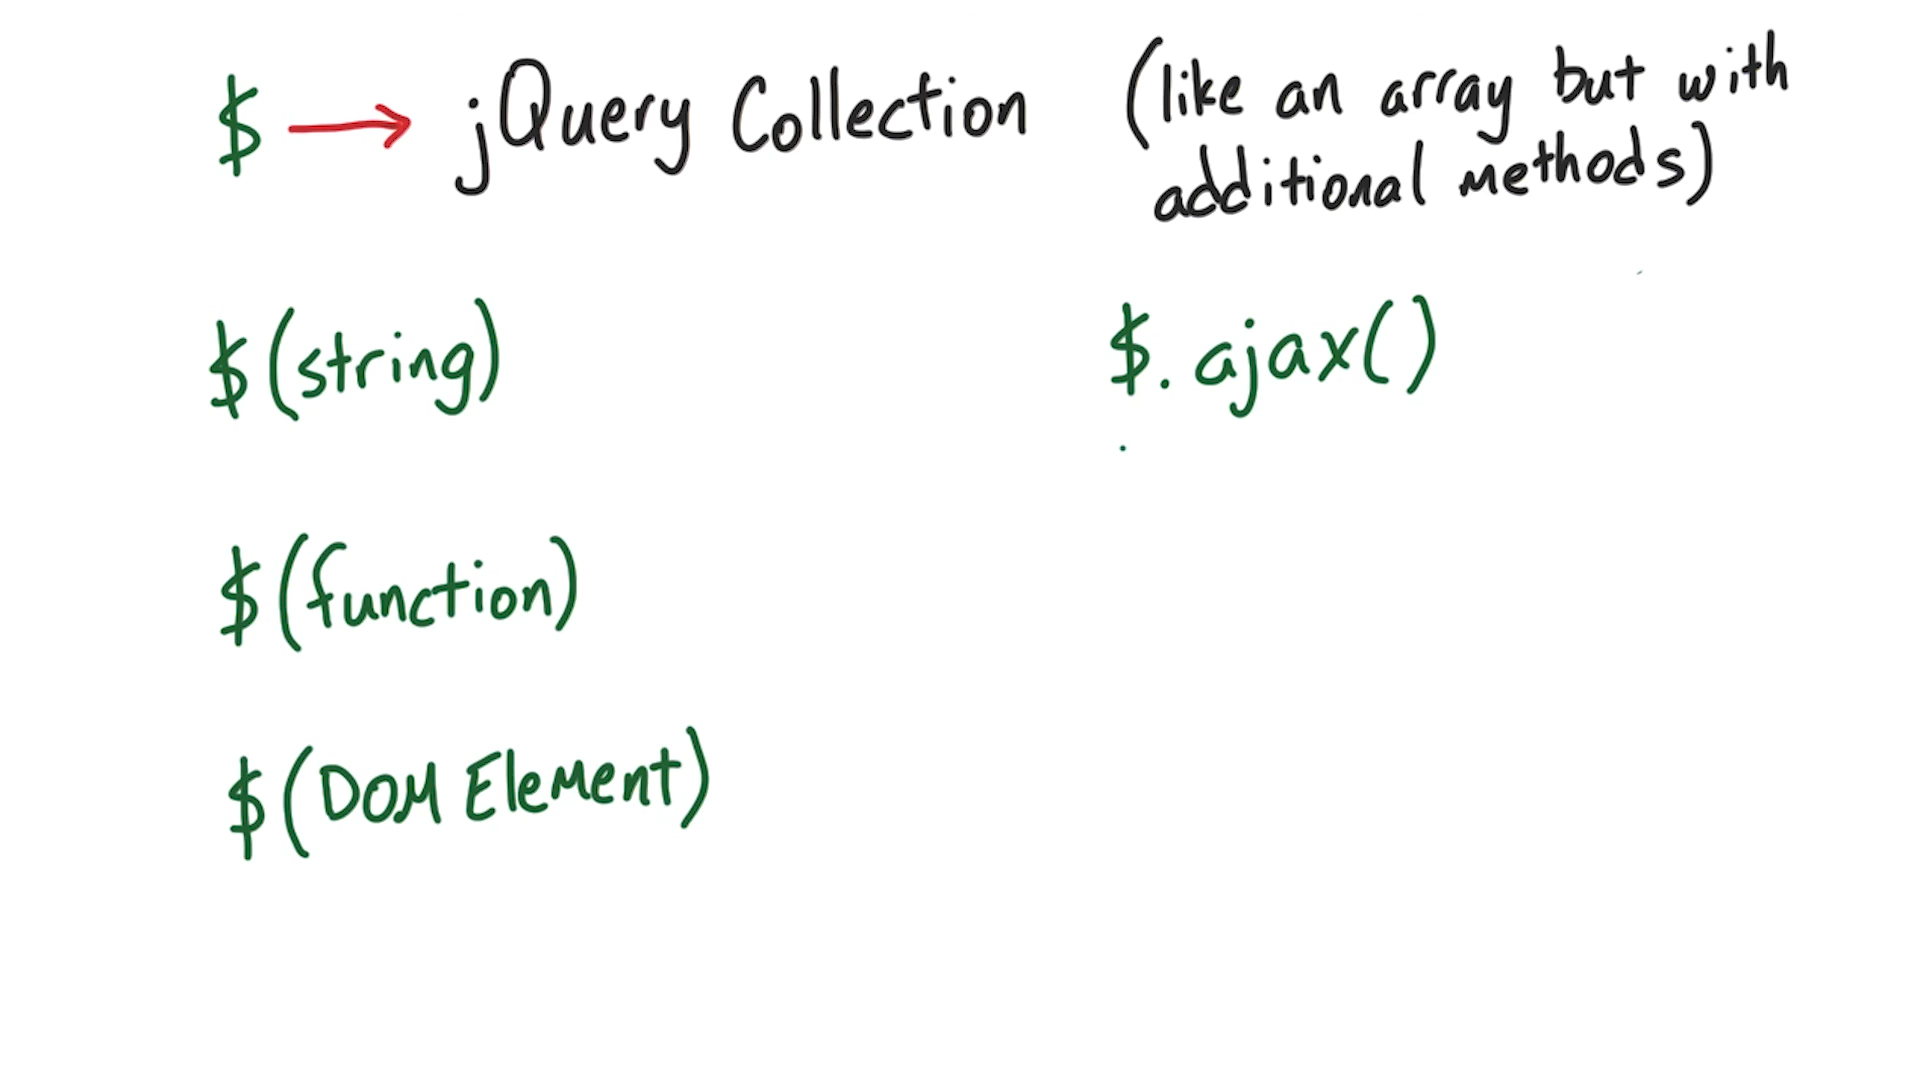 $ → jQuery Collection
(like an array but with
additional methods)
$(string)
$.ajax()
$(function)
$(DOM Element)